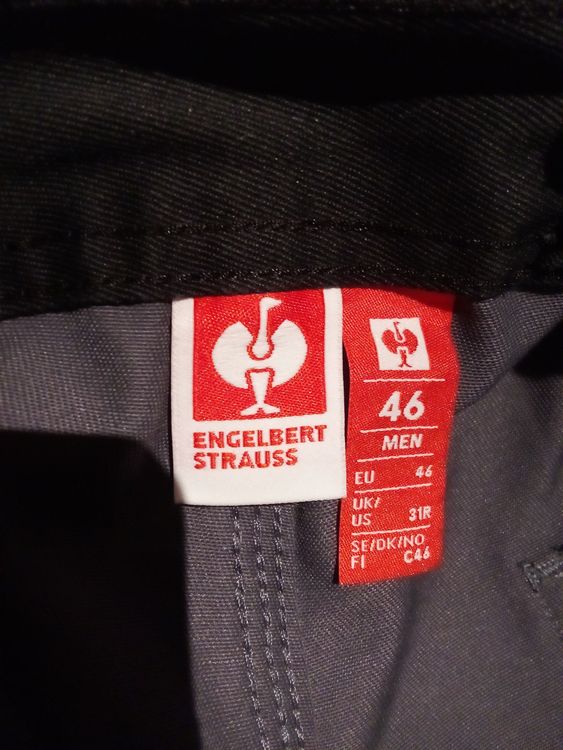 ENGELBERT
STRAUSS
46
MEN
EU 46
UK/
US 31R
SE/DK/NO
FI C46